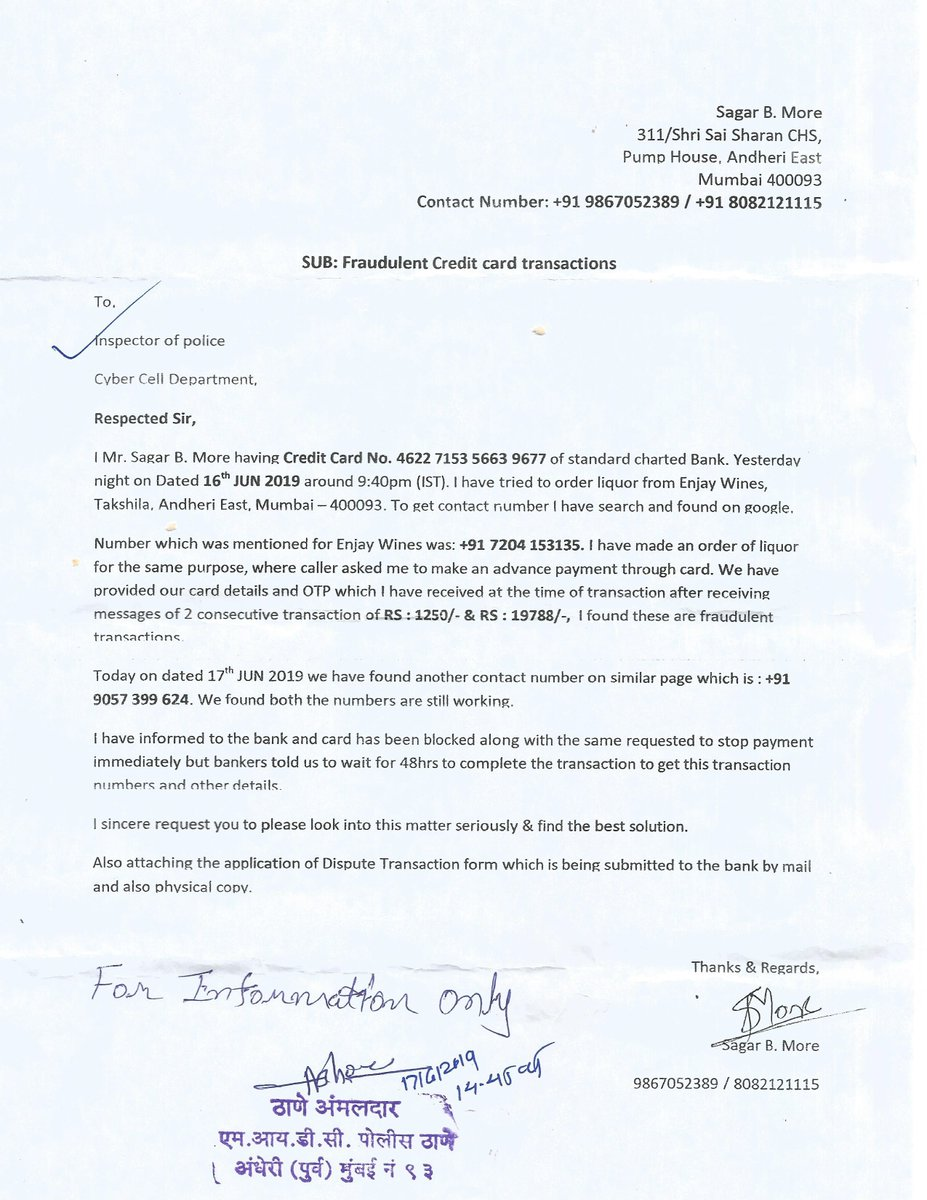 Sagar B. More
311/Shri Sai Sharan CHS,
Pump House, Andheri East
Mumbai 400093
Contact Number: +91 9867052389 / +91 8082121115
SUB: Fraudulent Credit card transactions
To,
Inspector of police
Cyber Cell Department,
Respected Sir,
I Mr. Sagar B. More having Credit Card No. 4622 7153 5663 9677 of standard charted Bank. Yesterday
night on Dated 16th JUN 2019 around 9:40pm (IST). I have tried to order liquor from Enjay Wines,
Takshila, Andheri East, Mumbai – 400093. To get contact number I have search and found on google.
Number which was mentioned for Enjay Wines was: +91 7204 153135. I have made an order of liquor
for the same purpose, where caller asked me to make an advance payment through card. We have
provided our card details and OTP which I have received at the time of transaction after receiving
messages of 2 consecutive transaction of RS : 1250/- & RS : 19788/-, I found these are fraudulent
transactions.
Today on dated 17th JUN 2019 we have found another contact number on similar page which is : +91
9057 399 624. We found both the numbers are still working.
I have informed to the bank and card has been blocked along with the same requested to stop payment
immediately but bankers told us to wait for 48hrs to complete the transaction to get this transaction
numbers and other details.
I sincere request you to please look into this matter seriously & find the best solution.
Also attaching the application of Dispute Transaction form which is being submitted to the bank by mail
and also physical copy.
Thanks & Regards,
For Information only
SMore
Sagar B. More
17/6/2019
14-45
9867052389 / 8082121115
ठाणे अंमलदार
एम.आय.डी.सी. पोलीस ठाणे
अंधेरी (पुर्व) मुंबई नं ९३